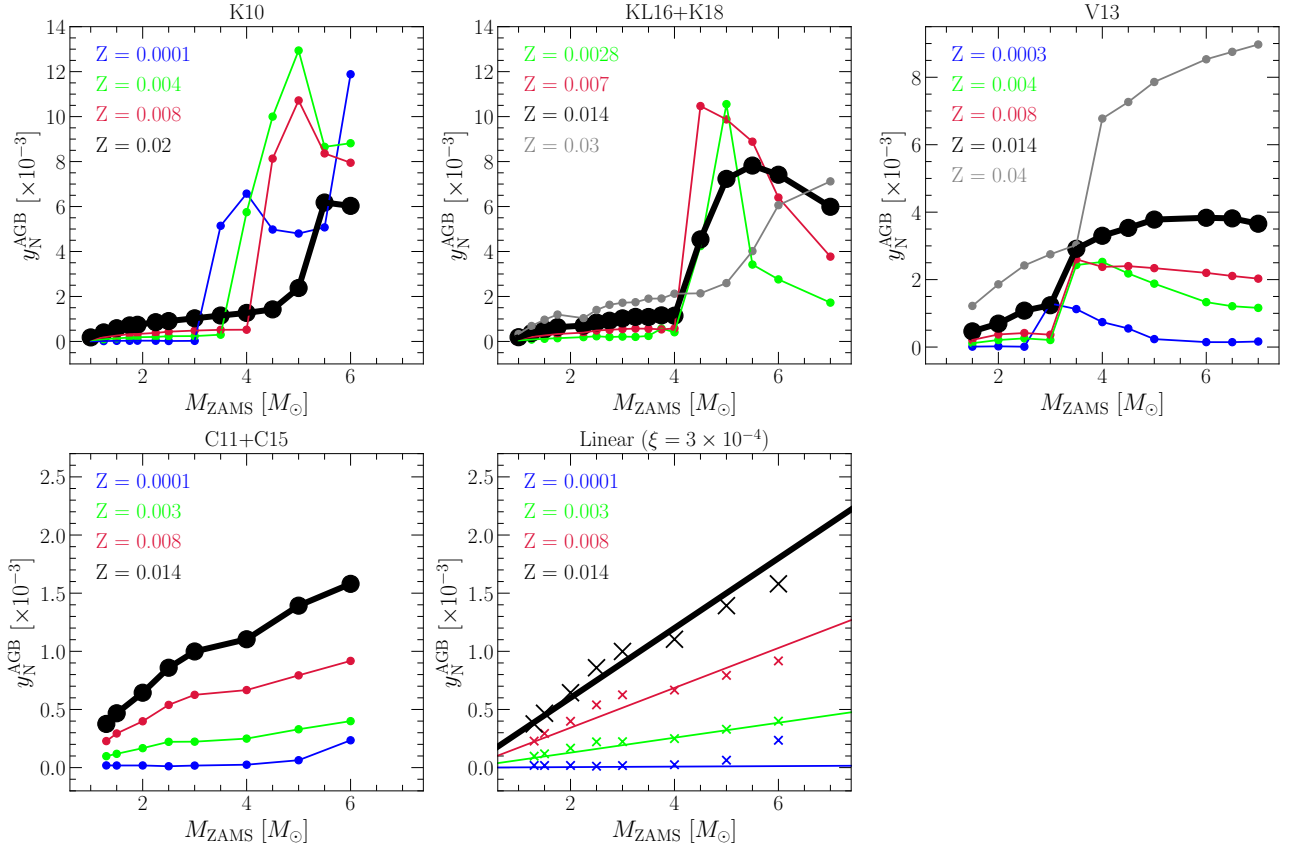 K10
Z = 0.0001
Z = 0.004
Z = 0.008
Z = 0.02
14
12
10
8
6
4
2
0
y_N^AGB [×10⁻³]
2 4 6
M_ZAMS [M_⊙]
KL16+K18
Z = 0.0028
Z = 0.007
Z = 0.014
Z = 0.03
14
12
10
8
6
4
2
0
y_N^AGB [×10⁻³]
2 4 6
M_ZAMS [M_⊙]
V13
Z = 0.0003
Z = 0.004
Z = 0.008
Z = 0.014
Z = 0.04
8
6
4
2
0
y_N^AGB [×10⁻³]
2 4 6
M_ZAMS [M_⊙]
C11+C15
Z = 0.0001
Z = 0.003
Z = 0.008
Z = 0.014
2.5
2.0
1.5
1.0
0.5
0.0
y_N^AGB [×10⁻³]
2 4 6
M_ZAMS [M_⊙]
Linear (ξ = 3 × 10⁻⁴)
Z = 0.0001
Z = 0.003
Z = 0.008
Z = 0.014
2.5
2.0
1.5
1.0
0.5
0.0
y_N^AGB [×10⁻³]
2 4 6
M_ZAMS [M_⊙]